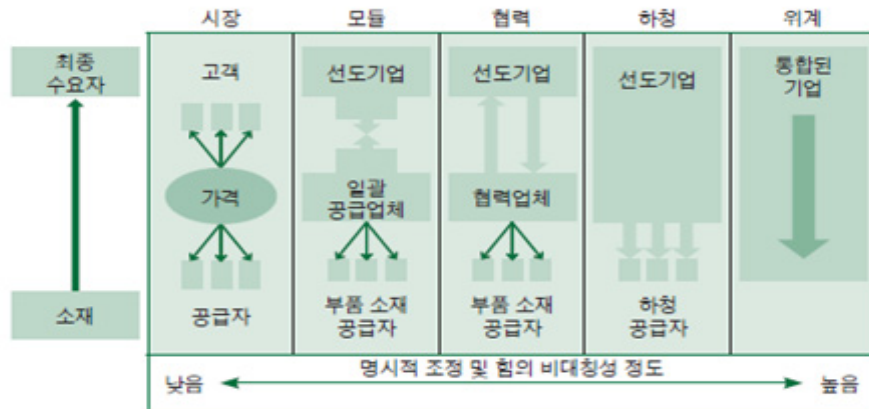 시장 모듈 협력 하청 위계
최종
수요자
고객
선도기업
선도기업
선도기업
통합된
기업
가격
일괄
공급업체
협력업체
소재
공급자
부품 소재
공급자
부품 소재
공급자
하청
공급자
명시적 조정 및 힘의 비대칭성 정도
낮음
높음